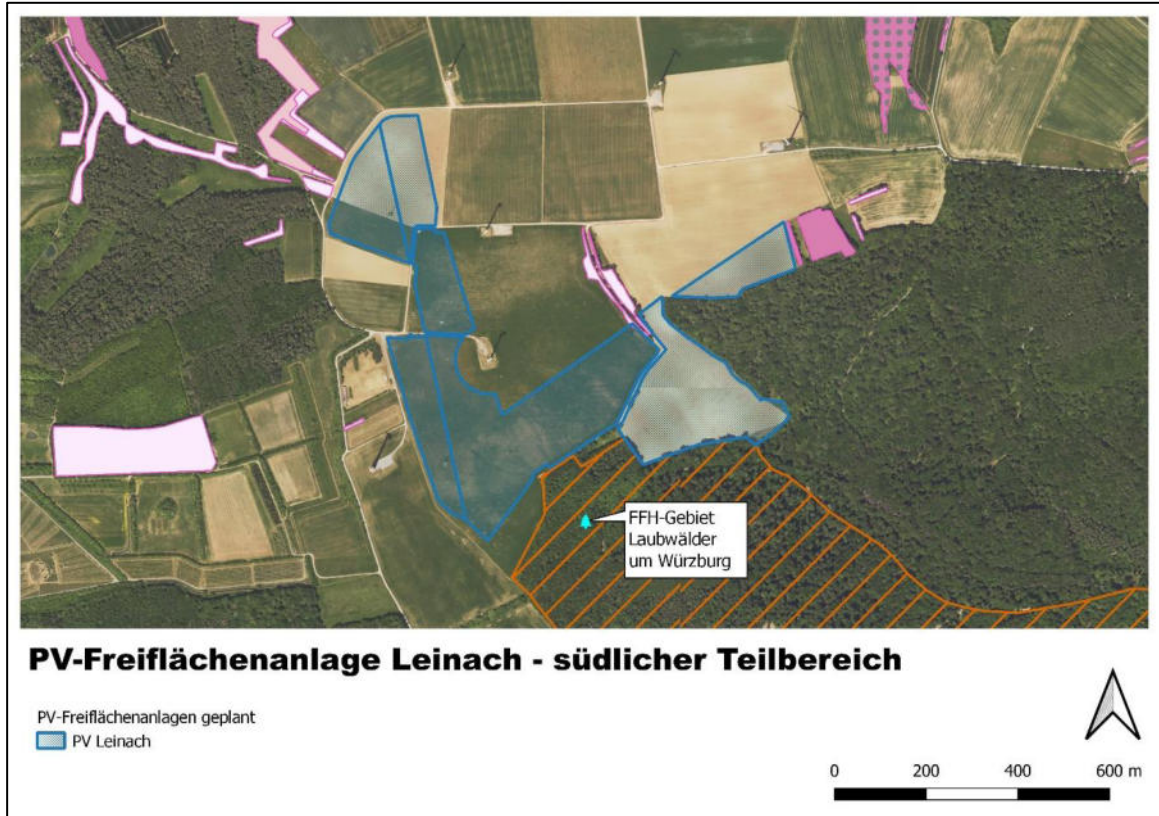 FFH-Gebiet
Laubwälder
um Würzburg
PV-Freiflächenanlage Leinach - südlicher Teilbereich
PV-Freiflächenanlagen geplant
PV Leinach
0 200 400 600 m